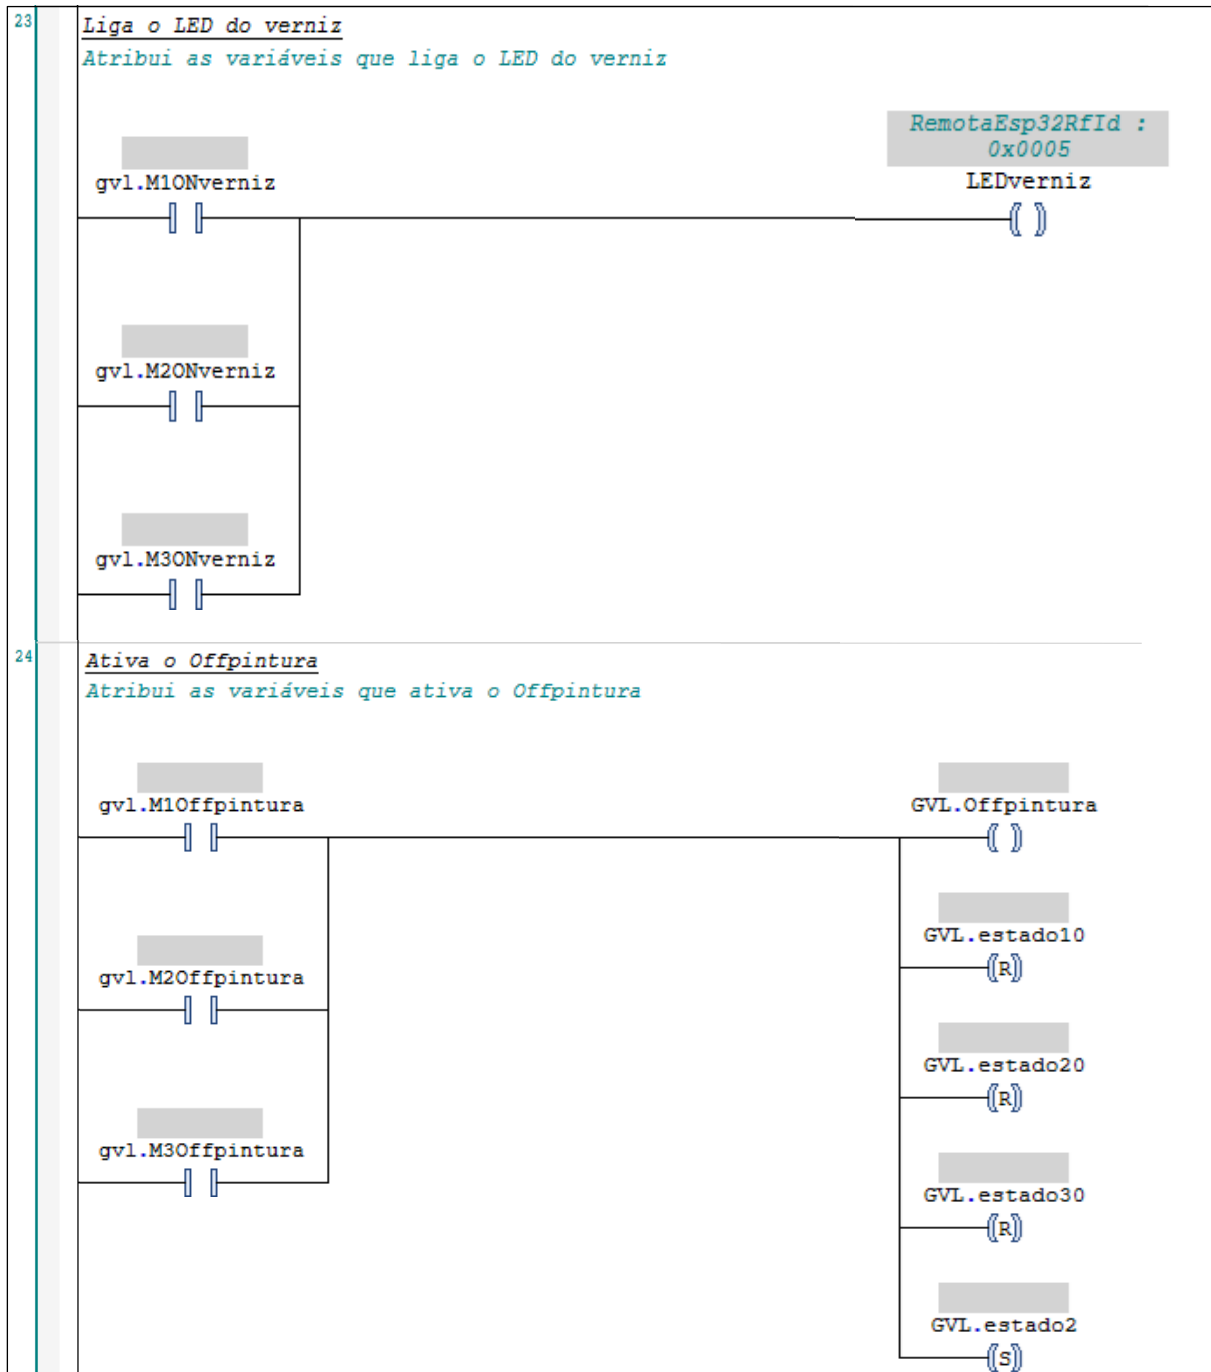 23
Liga o LED do verniz
Atribui as variáveis que liga o LED do verniz
RemotaEsp32RfId :
0x0005
gvl.M1ONverniz
LEDverniz
gvl.M2ONverniz
gvl.M3ONverniz
24
Ativa o Offpintura
Atribui as variáveis que ativa o Offpintura
gvl.M1Offpintura
GVL.Offpintura
GVL.estado10
R
gvl.M2Offpintura
GVL.estado20
R
gvl.M3Offpintura
GVL.estado30
R
GVL.estado2
S